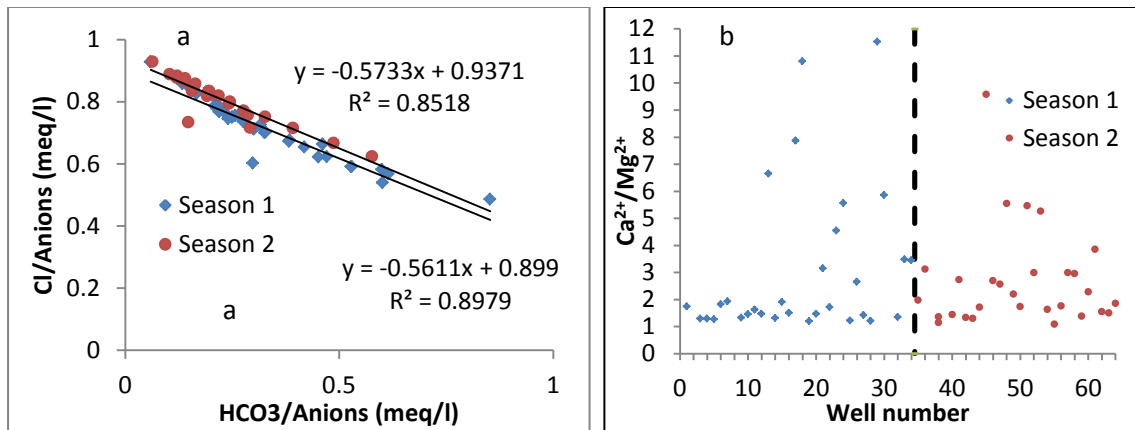 a
y = -0.5733x + 0.9371
R² = 0.8518
Season 1
Season 2
y = -0.5611x + 0.899
R² = 0.8979
a
Cl/Anions (meq/l)
1
0.8
0.6
0.4
0.2
0
0
0.5
1
HCO3/Anions (meq/l)
b
Season 1
Season 2
Ca²⁺/Mg²⁺
12
11
10
9
8
7
6
5
4
3
2
1
0
0 10 20 30 40 50 60
Well number